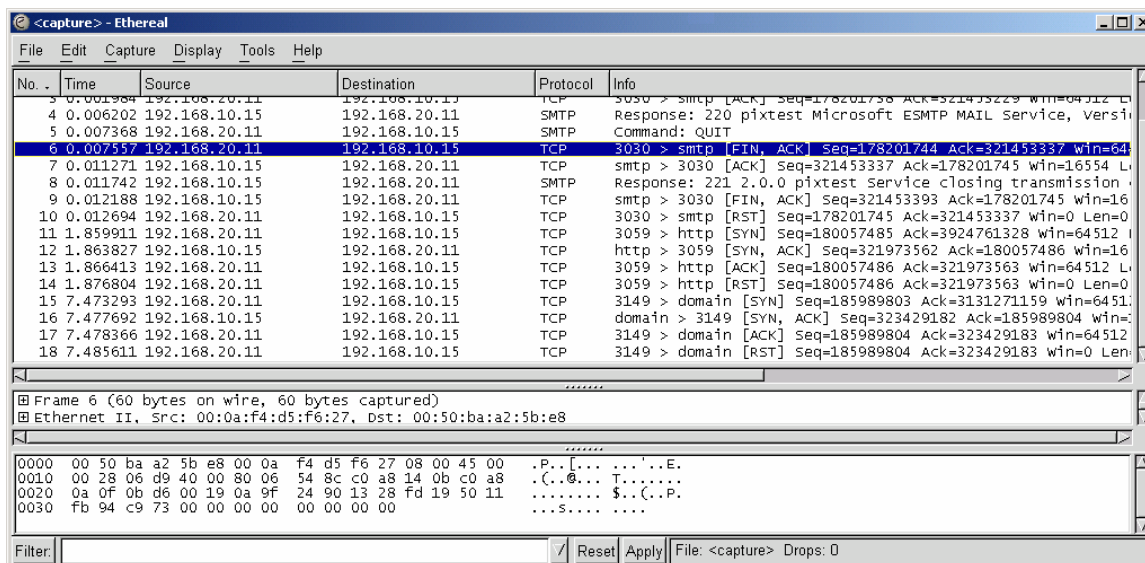 <capture> - Ethereal
File Edit Capture Display Tools Help
No. Time Source Destination Protocol Info
3 0.001984 192.168.20.11 192.168.10.15 TCP 3030 > smtp [ACK] Seq=178201738 Ack=321453229 Win=64512
4 0.006202 192.168.10.15 192.168.20.11 SMTP Response: 220 pixtest Microsoft ESMTP MAIL Service, Versi
5 0.007368 192.168.20.11 192.168.10.15 SMTP Command: QUIT
6 0.007557 192.168.20.11 192.168.10.15 TCP 3030 > smtp [FIN, ACK] Seq=178201744 Ack=321453337 Win=64
7 0.011271 192.168.10.15 192.168.20.11 TCP smtp > 3030 [ACK] Seq=321453337 Ack=178201745 Win=16554 L
8 0.011742 192.168.10.15 192.168.20.11 SMTP Response: 221 2.0.0 pixtest Service closing transmission
9 0.012188 192.168.10.15 192.168.20.11 TCP smtp > 3030 [FIN, ACK] Seq=321453393 Ack=178201745 Win=16
10 0.012694 192.168.20.11 192.168.10.15 TCP 3030 > smtp [RST] Seq=178201745 Ack=321453337 Win=0 Len=0
11 1.859911 192.168.20.11 192.168.10.15 TCP 3059 > http [SYN] Seq=180057485 Ack=3924761328 Win=64512
12 1.863827 192.168.10.15 192.168.20.11 TCP http > 3059 [SYN, ACK] Seq=321973562 Ack=180057486 Win=16
13 1.866413 192.168.20.11 192.168.10.15 TCP 3059 > http [ACK] Seq=180057486 Ack=321973563 Win=64512 L
14 1.876804 192.168.20.11 192.168.10.15 TCP 3059 > http [RST] Seq=180057486 Ack=321973563 Win=0 Len=0
15 7.473293 192.168.20.11 192.168.10.15 TCP 3149 > domain [SYN] Seq=185989803 Ack=3131271159 Win=6451
16 7.477692 192.168.10.15 192.168.20.11 TCP domain > 3149 [SYN, ACK] Seq=323429182 Ack=185989804 Win=
17 7.478366 192.168.20.11 192.168.10.15 TCP 3149 > domain [ACK] Seq=185989804 Ack=323429183 Win=64512
18 7.485611 192.168.20.11 192.168.10.15 TCP 3149 > domain [RST] Seq=185989804 Ack=323429183 Win=0 Len
Frame 6 (60 bytes on wire, 60 bytes captured)
Ethernet II, Src: 00:0a:f4:d5:f6:27, Dst: 00:50:ba:a2:5b:e8
0000 00 50 ba a2 5b e8 00 0a f4 d5 f6 27 08 00 45 00 .P..[... ...'..E.
0010 00 28 06 d9 40 00 80 06 54 8c c0 a8 14 0b c0 a8 .(..@... T.......
0020 0a 0f 0b d6 00 19 0a 9f 24 90 13 28 fd 19 50 11 ........ $..(..P.
0030 fb 94 c9 73 00 00 00 00 00 00 00 00 ...s.... ....
Filter: Reset Apply File: <capture> Drops: 0